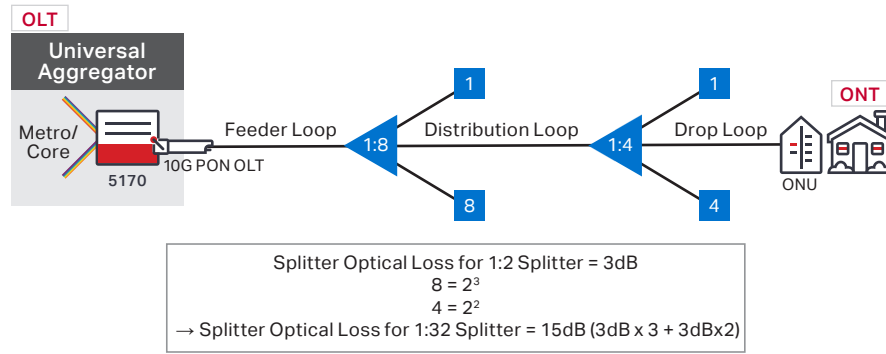 OLT
Universal
Aggregator
Metro/
Core
5170
10G PON OLT
Feeder Loop
1:8
1
8
Distribution Loop
1:4
1
4
Drop Loop
ONU
ONT
Splitter Optical Loss for 1:2 Splitter = 3dB
8 = 2³
4 = 2²
→ Splitter Optical Loss for 1:32 Splitter = 15dB (3dB x 3 + 3dBx2)